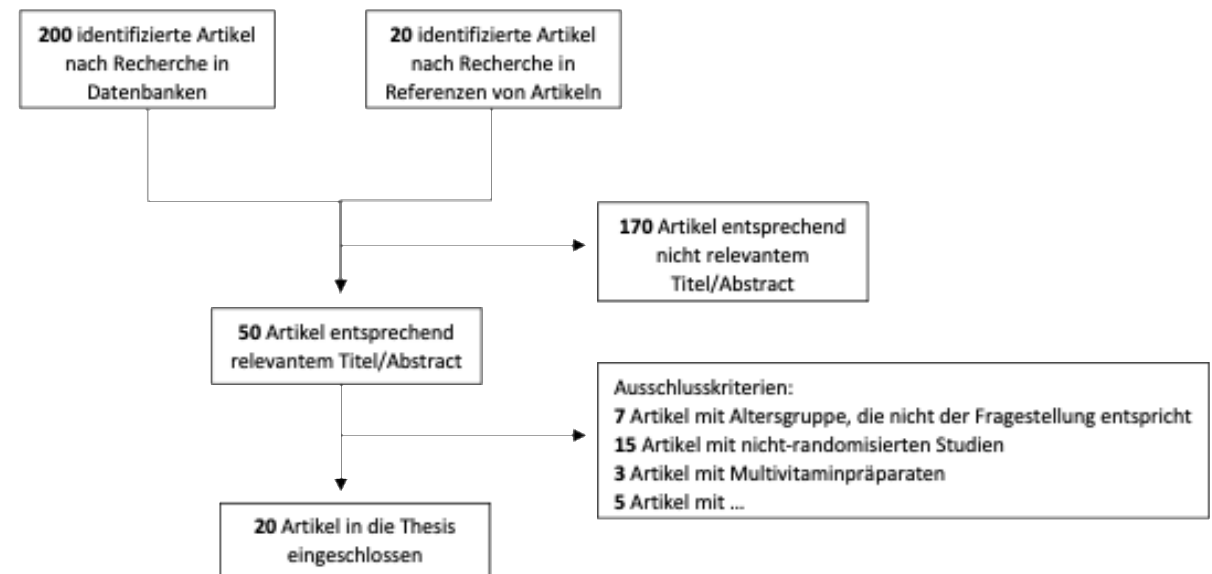 200 identifizierte Artikel
nach Recherche in
Datenbanken
20 identifizierte Artikel
nach Recherche in
Referenzen von Artikeln
170 Artikel entsprechend
nicht relevantem
Titel/Abstract
50 Artikel entsprechend
relevantem Titel/Abstract
Ausschlusskriterien:
7 Artikel mit Altersgruppe, die nicht der Fragestellung entspricht
15 Artikel mit nicht-randomisierten Studien
3 Artikel mit Multivitaminpräparaten
5 Artikel mit ...
20 Artikel in die Thesis
eingeschlossen